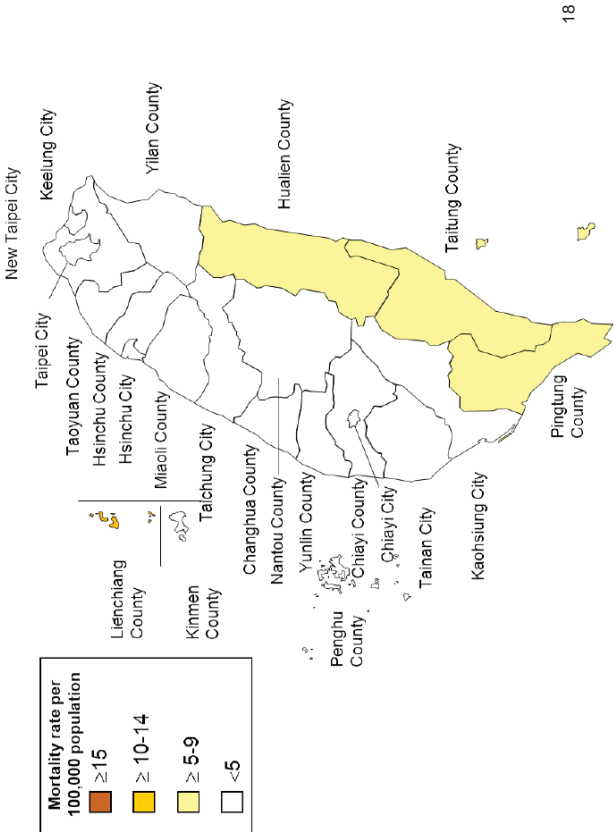 Mortality rate per
100,000 population
≥15
≥ 10-14
≥ 5-9
<5
Lienchiang
County
Kinmen
County
Penghu
County
New Taipei City
Taipei City
Keelung City
Taoyuan County
Hsinchu County
Hsinchu City
Yilan County
Miaoli County
Taichung City
Changhua County
Nantou County
Hualien County
Yunlin County
Chiayi County
Chiayi City
Tainan City
Taitung County
Kaohsiung City
Pingtung
County
18